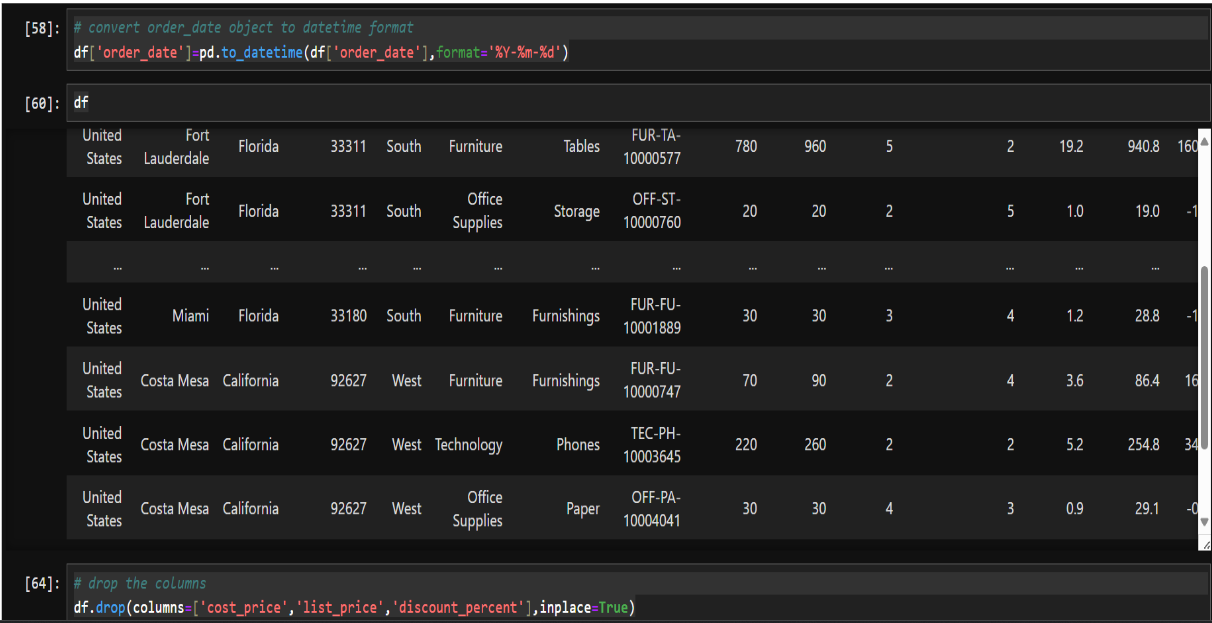 [58]: # convert order_date object to datetime format
df['order_date']=pd.to_datetime(df['order_date'],format='%Y-%m-%d')
[60]: df
United States Fort Lauderdale Florida 33311 South Furniture Tables FUR-TA-10000577 780 960 5 2 19.2 940.8 160
United States Fort Lauderdale Florida 33311 South Office Supplies Storage OFF-ST-10000760 20 20 2 5 1.0 19.0 -1
... ... ... ... ... ... ... ... ... ... ... ... ... ...
United States Miami Florida 33180 South Furniture Furnishings FUR-FU-10001889 30 30 3 4 1.2 28.8 -1
United States Costa Mesa California 92627 West Furniture Furnishings FUR-FU-10000747 70 90 2 4 3.6 86.4 16
United States Costa Mesa California 92627 West Technology Phones TEC-PH-10003645 220 260 2 2 5.2 254.8 34
United States Costa Mesa California 92627 West Office Supplies Paper OFF-PA-10004041 30 30 4 3 0.9 29.1 -0
[64]: # drop the columns
df.drop(columns=['cost_price','list_price','discount_percent'],inplace=True)